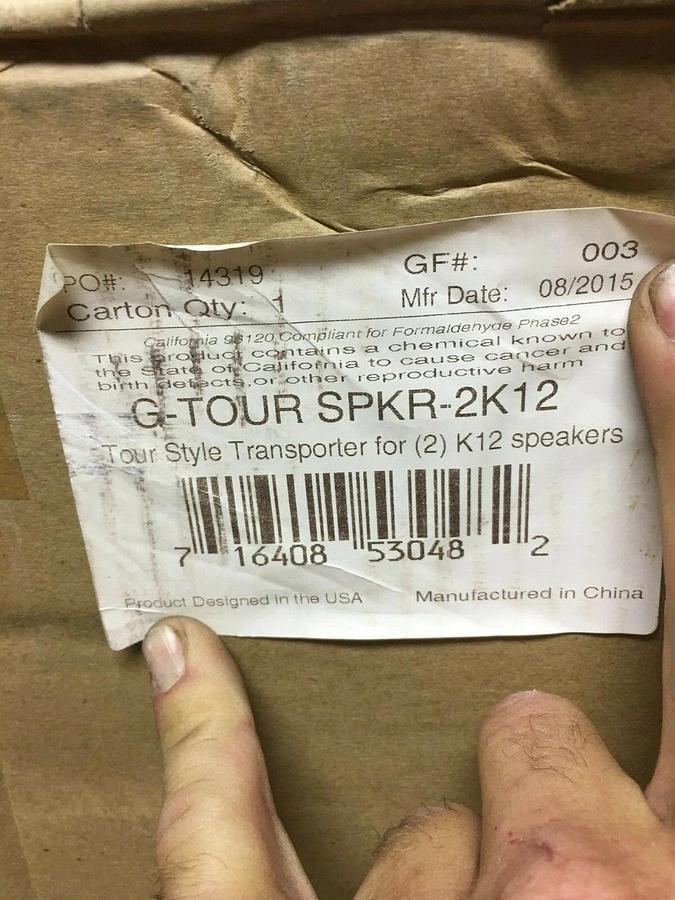 PO#: 14319 GF#: 003
Carton Qty: 1 Mfr Date: 08/2015
California 93120 Compliant for Formaldehyde Phase2
This product contains a chemical known to
the State of California to cause cancer and
birth detects,or other reproductive harm
G-TOUR SPKR-2K12
Tour Style Transporter for (2) K12 speakers
7 16408 53048 2
Product Designed in the USA Manufactured in China